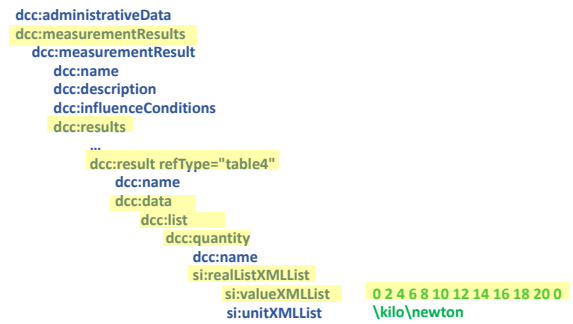 dcc:administrativeData
dcc:measurementResults
dcc:measurementResult
dcc:name
dcc:description
dcc:influenceConditions
dcc:results
...
dcc:result refType="table4"
dcc:name
dcc:data
dcc:list
dcc:quantity
dcc:name
si:realListXMLList
si:valueXMLList 0 2 4 6 8 10 12 14 16 18 20 0
si:unitXMLList \kilo\newton